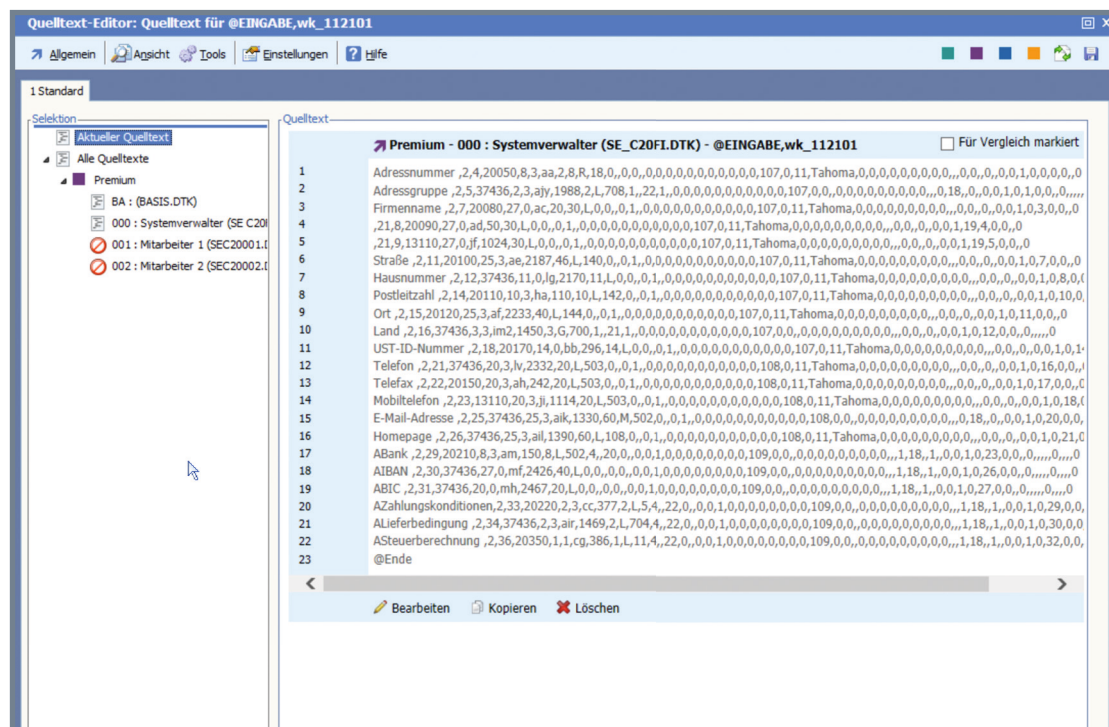 Quelltext-Editor: Quelltext für @EINGABE,wk_112101
Allgemein Ansicht Tools Einstellungen Hilfe
1 Standard
Selektion
Aktueller Quelltext
Alle Quelltexte
Premium
BA : (BASIS.DTK)
000 : Systemverwalter (SE C20
001 : Mitarbeiter 1 (SEC20001.
002 : Mitarbeiter 2 (SEC20002.
Quelltext
Premium - 000 : Systemverwalter (SE_C20FI.DTK) - @EINGABE,wk_112101 Für Vergleich markiert
1 Adressnummer ,2,4,20050,8,3,aa,2,8,R,18,0,,0,0,,0,0,0,0,0,0,0,0,0,107,0,11,Tahoma,0,0,0,0,0,0,0,0,0,,,0,0,,0,,0,0,1,0,0,0,0,,0
2 Adressgruppe ,2,5,37436,2,3,ajy,1988,2,L,708,1,,22,1,,0,0,0,0,0,0,0,0,0,0,0,0,107,0,0,,0,0,0,0,0,0,0,0,0,0,,,0,18,,0,,0,0,1,0,1,0,0,,0,,,,,
3 Firmenname ,2,7,20080,27,0,ac,20,30,L,0,0,,0,1,,0,0,0,0,0,0,0,0,0,0,0,0,107,0,11,Tahoma,0,0,0,0,0,0,0,0,0,,,0,0,,0,,0,0,1,0,3,0,0,,0
4 ,21,8,20090,27,0,ad,50,30,L,0,0,,0,1,,0,0,0,0,0,0,0,0,0,0,0,0,107,0,11,Tahoma,0,0,0,0,0,0,0,0,0,,,0,0,,0,,0,0,1,19,4,0,0,,0
5 ,21,9,13110,27,0,jf,1024,30,L,0,0,,0,1,,0,0,0,0,0,0,0,0,0,0,0,0,107,0,11,Tahoma,0,0,0,0,0,0,0,0,0,,,0,0,,0,,0,0,1,19,5,0,0,,0
6 Straße ,2,11,20100,25,3,ae,2187,46,L,140,0,,0,1,,0,0,0,0,0,0,0,0,0,0,0,0,107,0,11,Tahoma,0,0,0,0,0,0,0,0,0,,,0,0,,0,,0,0,1,0,7,0,0,,0
7 Hausnummer ,2,12,37436,11,0,lg,2170,11,L,0,0,,0,1,,0,0,0,0,0,0,0,0,0,0,0,0,107,0,11,Tahoma,0,0,0,0,0,0,0,0,0,,,0,0,,0,,0,0,1,0,8,0,0
8 Postleitzahl ,2,14,20110,10,3,ha,110,10,L,142,0,,0,1,,0,0,0,0,0,0,0,0,0,0,0,0,107,0,11,Tahoma,0,0,0,0,0,0,0,0,0,,,0,0,,0,,0,0,1,0,10,0,
9 Ort ,2,15,20120,25,3,af,2233,40,L,144,0,,0,1,,0,0,0,0,0,0,0,0,0,0,0,0,107,0,11,Tahoma,0,0,0,0,0,0,0,0,0,,,0,0,,0,,0,0,1,0,11,0,0,,0
10 Land ,2,16,37436,3,3,im2,1450,3,G,700,1,,21,1,,0,0,0,0,0,0,0,0,0,0,0,0,107,0,0,,0,0,0,0,0,0,0,0,0,,,0,0,,0,,0,0,1,0,12,0,0,,0,,,,,0
11 UST-ID-Nummer ,2,18,20170,14,0,bb,296,14,L,0,0,,0,1,,0,0,0,0,0,0,0,0,0,0,0,0,107,0,11,Tahoma,0,0,0,0,0,0,0,0,0,,,0,0,,0,,0,0,1,0,14
12 Telefon ,2,21,37436,20,3,lv,2332,20,L,503,0,,0,1,,0,0,0,0,0,0,0,0,0,0,0,0,108,0,11,Tahoma,0,0,0,0,0,0,0,0,0,,,0,0,,0,,0,0,1,0,16,0,0,,
13 Telefax ,2,22,20150,20,3,ah,242,20,L,503,0,,0,1,,0,0,0,0,0,0,0,0,0,0,0,0,108,0,11,Tahoma,0,0,0,0,0,0,0,0,0,,,0,0,,0,,0,0,1,0,17,0,0,,0
14 Mobiltelefon ,2,23,13110,20,3,ji,1114,20,L,503,0,,0,1,,0,0,0,0,0,0,0,0,0,0,0,0,108,0,11,Tahoma,0,0,0,0,0,0,0,0,0,,,0,0,,0,,0,0,1,0,18,0
15 E-Mail-Adresse ,2,25,37436,25,3,aik,1330,60,M,502,0,,0,1,,0,0,0,0,0,0,0,0,0,0,0,0,108,0,0,,0,0,0,0,0,0,0,0,0,,,0,18,,0,,0,0,1,0,20,0,0,
16 Homepage ,2,26,37436,25,3,ail,1390,60,L,108,0,,0,1,,0,0,0,0,0,0,0,0,0,0,0,0,108,0,11,Tahoma,0,0,0,0,0,0,0,0,0,,,0,0,,0,,0,0,1,0,21,0
17 ABank ,2,29,20210,8,3,am,150,8,L,502,4,,20,0,,0,0,1,0,0,0,0,0,0,0,0,0,109,0,0,,0,0,0,0,0,0,0,0,0,0,,,1,18,,1,,0,0,1,0,23,0,0,,0,,,,,0,,,,0
18 AIBAN ,2,30,37436,27,0,mf,2426,40,L,0,0,,0,0,,0,0,1,0,0,0,0,0,0,0,0,0,109,0,0,,0,0,0,0,0,0,0,0,0,0,,,1,18,,1,,0,0,1,0,26,0,0,,0,,,,,0,,,,0
19 ABIC ,2,31,37436,20,0,mh,2467,20,L,0,0,,0,0,,0,0,1,0,0,0,0,0,0,0,0,0,109,0,0,,0,0,0,0,0,0,0,0,0,0,,,1,18,,1,,0,0,1,0,27,0,0,,0,,,,,0,,,,0
20 AZahlungskonditionen,2,33,20220,2,3,cc,377,2,L,5,4,,22,0,,0,0,1,0,0,0,0,0,0,0,0,0,109,0,0,,0,0,0,0,0,0,0,0,0,0,,,1,18,,1,,0,0,1,0,29,0,0,
21 ALieferbedingung ,2,34,37436,2,3,air,1469,2,L,704,4,,22,0,,0,0,1,0,0,0,0,0,0,0,0,0,109,0,0,,0,0,0,0,0,0,0,0,0,0,,,1,18,,1,,0,0,1,0,30,0,0
22 ASteuerberechnung ,2,36,20350,1,1,cg,386,1,L,11,4,,22,0,,0,0,1,0,0,0,0,0,0,0,0,0,109,0,0,,0,0,0,0,0,0,0,0,0,0,,,1,18,,1,,0,0,1,0,32,0,0,
23 @Ende
Bearbeiten Kopieren Löschen